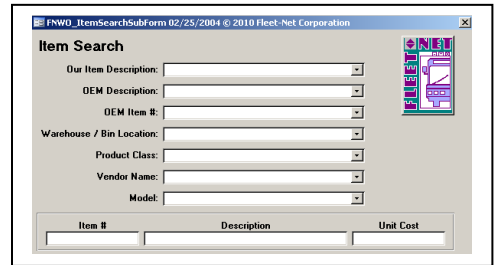 FNWO_ItemSearchSubForm 02/25/2004 © 2010 Fleet-Net Corporation
Item Search
Our Item Description:
OEM Description:
OEM Item #:
Warehouse / Bin Location:
Product Class:
Vendor Name:
Model:
FLEET
NET
Item # Description Unit Cost